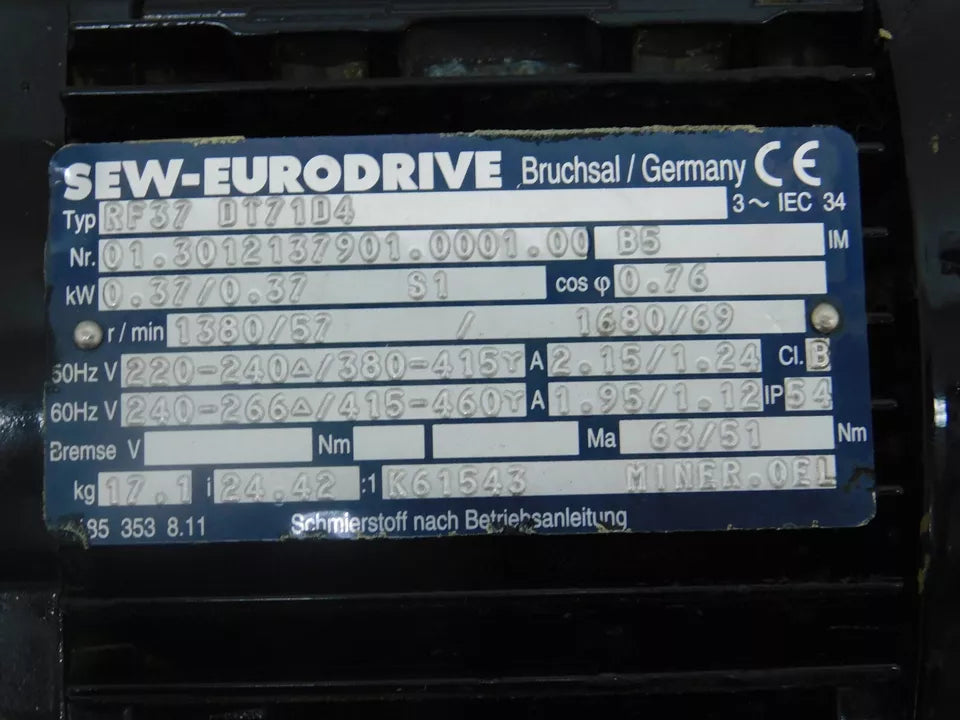 SEW-EURODRIVE Bruchsal / Germany CE
Typ RF37 DT71D4 3~ IEC 34
Nr. 01.3012137901.0001.00 B5 IM
kW 0.37/0.37 S1 cos φ 0.76
r/min 1380/57 / 1680/69
50Hz V 220-240△/380-415Y A 2.15/1.24 Cl. B
60Hz V 240-266△/415-460Y A 1.95/1.12 IP 54
Bremse V Nm Ma 63/51 Nm
kg 17.1 i 24.42 :1 K61543 MINER.OEL
85 353 8.11 Schmierstoff nach Betriebsanleitung